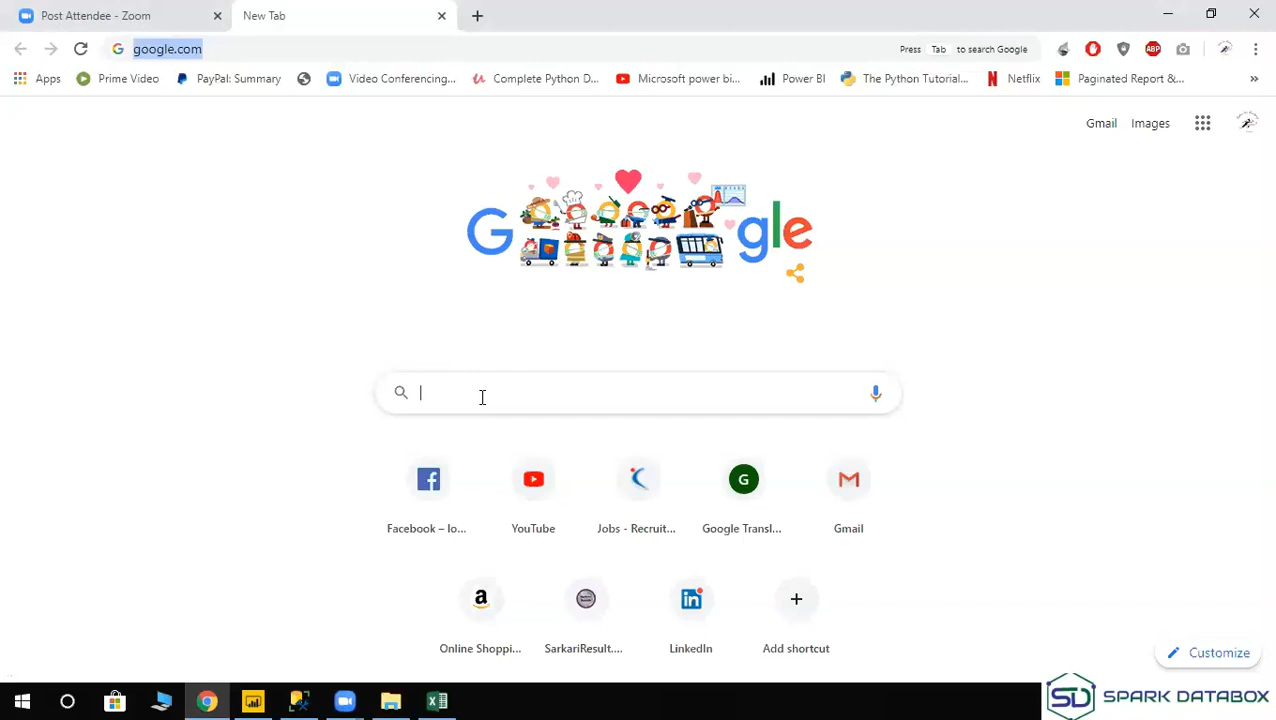 Post Attendee - Zoom
New Tab
google.com
Press Tab to search Google
Apps
Prime Video
PayPal: Summary
Video Conferencing...
Complete Python D...
Microsoft power bi...
Power BI
The Python Tutorial...
Netflix
Paginated Report &...
Gmail
Images
G gle
Facebook – lo...
YouTube
Jobs - Recruit...
G
Google Transl...
Gmail
Online Shoppi...
SarkariResult....
LinkedIn
Add shortcut
Customize
SD SPARK DATABOX